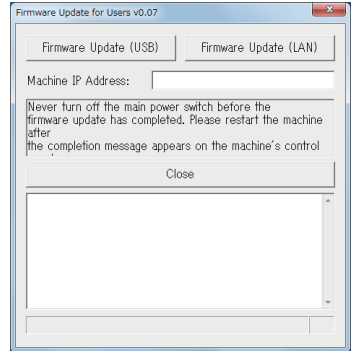 Firmware Update for Users v0.07
Firmware Update (USB)
Firmware Update (LAN)
Machine IP Address:
Never turn off the main power switch before the
firmware update has completed. Please restart the machine
after
the completion message appears on the machine's control
Close